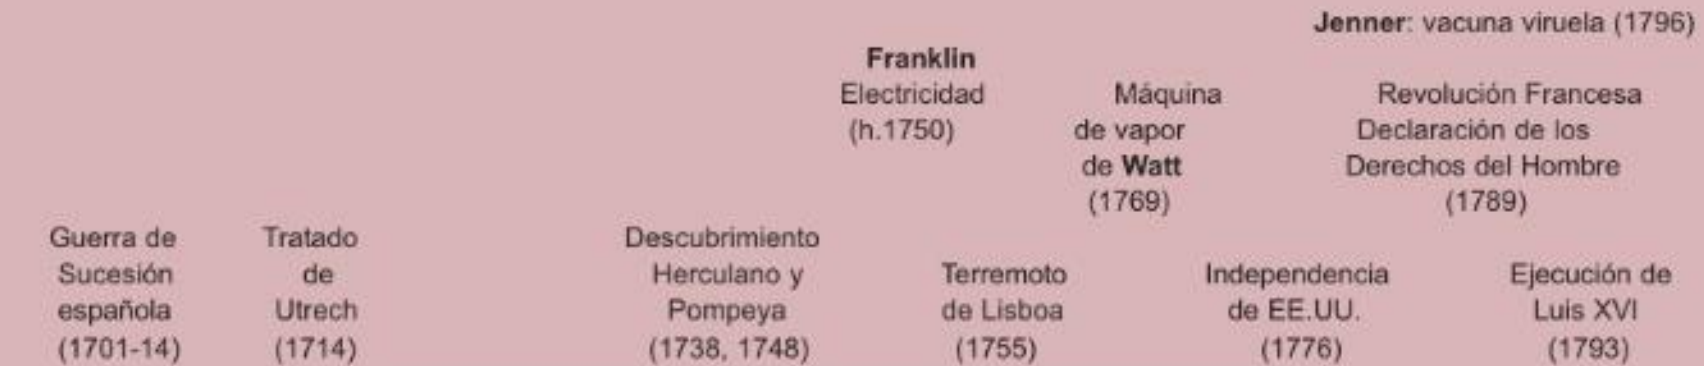 Jenner: vacuna viruela (1796)
Franklin
Electricidad
(h.1750)
Máquina
de vapor
de Watt
(1769)
Revolución Francesa
Declaración de los
Derechos del Hombre
(1789)
Guerra de
Sucesión
española
(1701-14)
Tratado
de
Utrech
(1714)
Descubrimiento
Herculano y
Pompeya
(1738, 1748)
Terremoto
de Lisboa
(1755)
Independencia
de EE.UU.
(1776)
Ejecución de
Luis XVI
(1793)